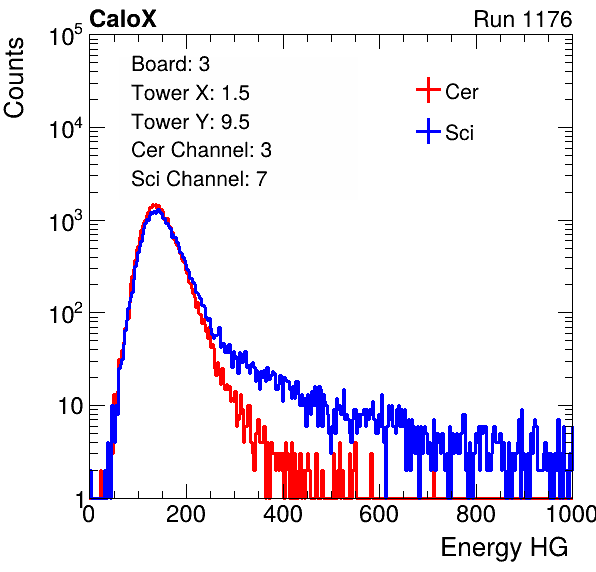 CaloX Run 1176
Counts
10^5
10^4
10^3
10^2
10
1
Board: 3
Tower X: 1.5
Tower Y: 9.5
Cer Channel: 3
Sci Channel: 7
Cer
Sci
0 200 400 600 800 1000
Energy HG